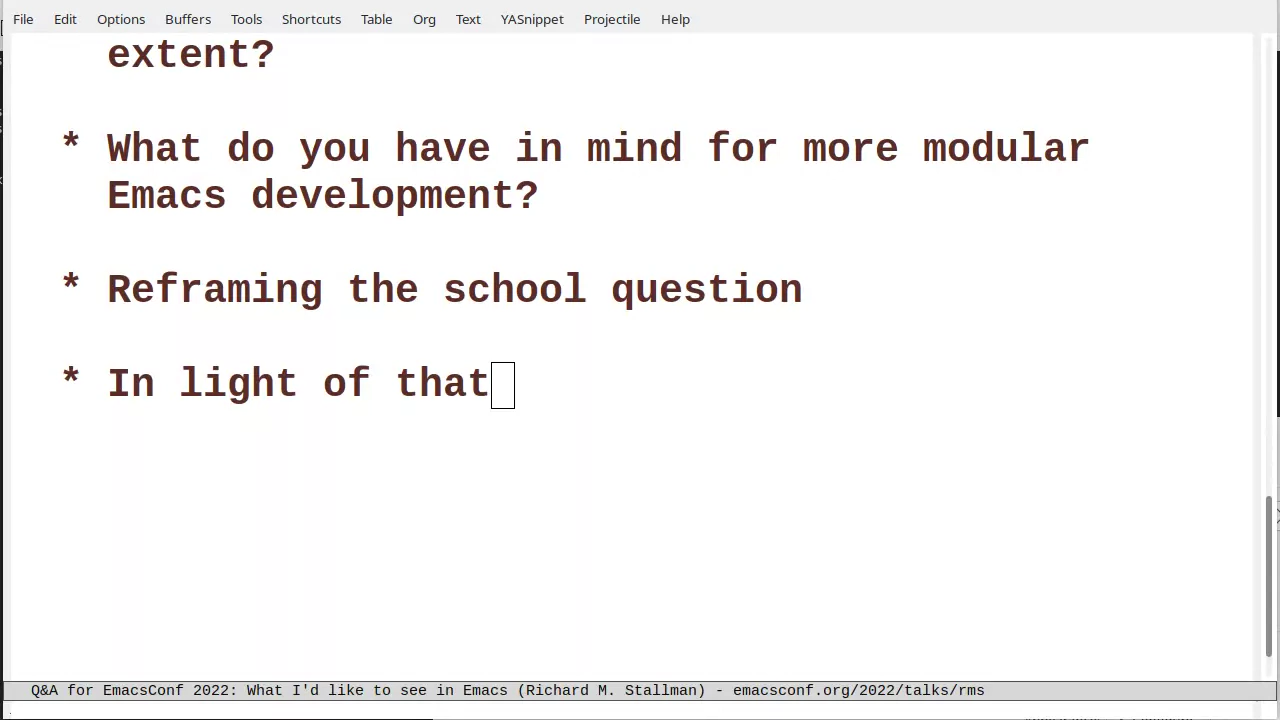 File Edit Options Buffers Tools Shortcuts Table Org Text YASnippet Projectile Help
extent?
* What do you have in mind for more modular
Emacs development?
* Reframing the school question
* In light of that
Q&A for EmacsConf 2022: What I'd like to see in Emacs (Richard M. Stallman) - emacsconf.org/2022/talks/rms